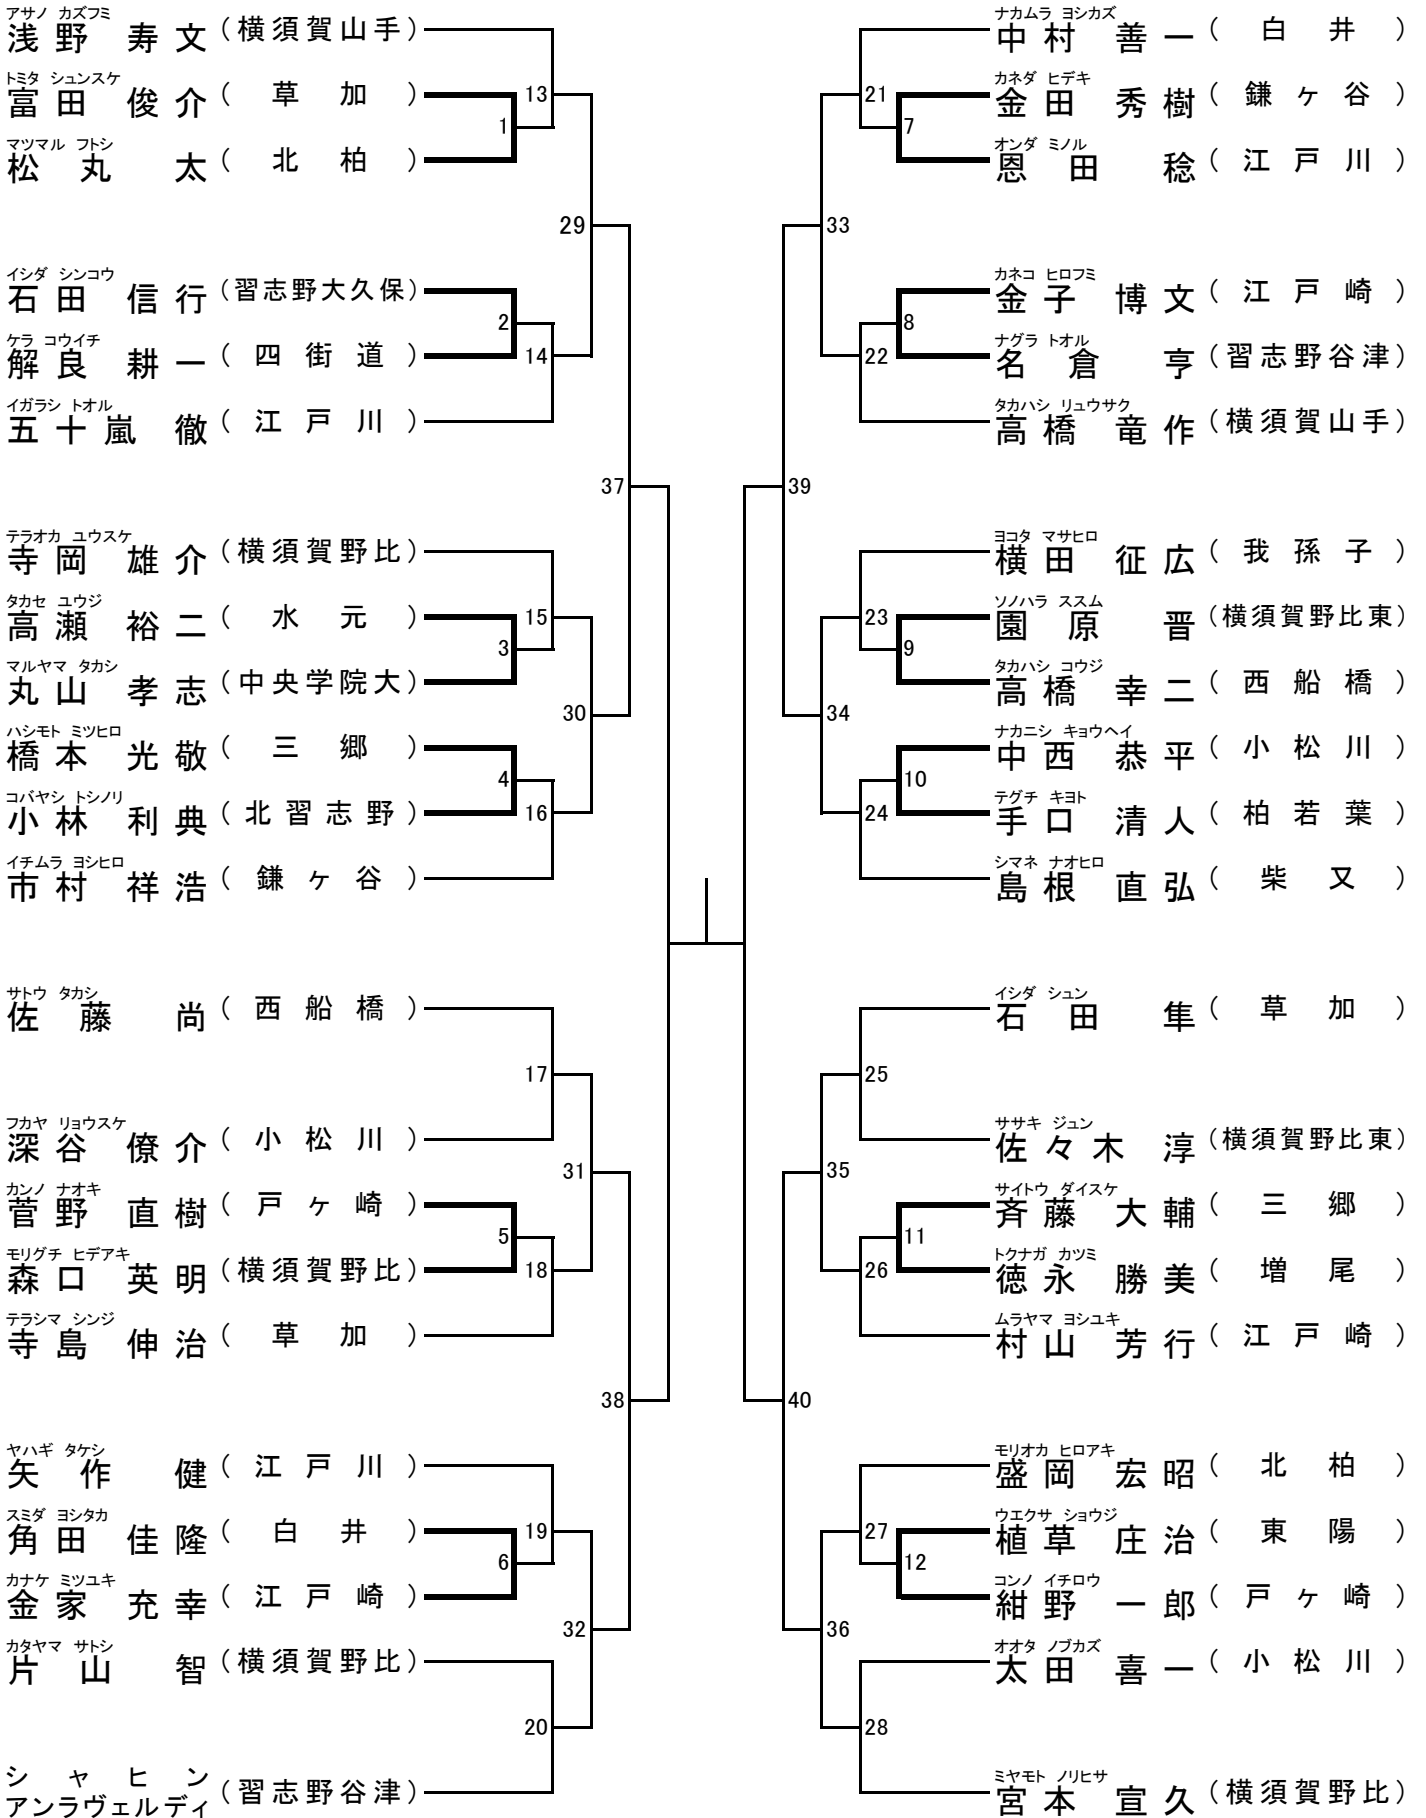 アサノ カズフミ
浅野 寿文 (横須賀山手)
トミタ シュンスケ
富田 俊介 (草加)
13
1
マツマル フトシ
松丸 太 (北柏)
29
イシダ シンコウ
石田 信行 (習志野大久保)
2
ケラ コウイチ
解良 耕一 (四街道)
14
イガラシ トオル
五十嵐 徹 (江戸川)
37
テラオカ ユウスケ
寺岡 雄介 (横須賀野比)
タカセ ユウジ
高瀬 裕二 (水元)
15
3
マルヤマ タカシ
丸山 孝志 (中央学院大)
30
ハシモト ミツヒロ
橋本 光敬 (三郷)
4
コバヤシ トシノリ
小林 利典 (北習志野)
16
イチムラ ヨシヒロ
市村 祥浩 (鎌ヶ谷)
サトウ タカシ
佐藤 尚 (西船橋)
17
フカヤ リョウスケ
深谷 僚介 (小松川)
31
カンノ ナオキ
菅野 直樹 (戸ヶ崎)
5
モリグチ ヒデアキ
森口 英明 (横須賀野比)
18
テラシマ シンジ
寺島 伸治 (草加)
38
ヤハギ タケシ
矢作 健 (江戸川)
スミダ ヨシタカ
角田 佳隆 (白井)
19
6
カナケ ミツユキ
金家 充幸 (江戸崎)
32
カタヤマ サトシ
片山 智 (横須賀野比)
20
シャヒン
アンラヴェルディ (習志野谷津)
ナカムラ ヨシカズ
中村 善一 (白井)
カネダ ヒデキ
金田 秀樹 (鎌ヶ谷)
21
7
オンダ ミノル
恩田 稔 (江戸川)
33
カネコ ヒロフミ
金子 博文 (江戸崎)
8
ナグラ トオル
名倉 亨 (習志野谷津)
22
タカハシ リュウサク
高橋 竜作 (横須賀山手)
39
ヨコタ マサヒロ
横田 征広 (我孫子)
ソノハラ ススム
園原 晋 (横須賀野比東)
23
9
タカハシ コウジ
高橋 幸二 (西船橋)
34
ナカニシ キョウヘイ
中西 恭平 (小松川)
10
テグチ キヨト
手口 清人 (柏若葉)
24
シマネ ナオヒロ
島根 直弘 (柴又)
イシダ シュン
石田 隼 (草加)
25
ササキ ジュン
佐々木 淳 (横須賀野比東)
35
サイトウ ダイスケ
斉藤 大輔 (三郷)
11
トクナガ カツミ
徳永 勝美 (増尾)
26
ムラヤマ ヨシユキ
村山 芳行 (江戸崎)
40
モリオカ ヒロアキ
盛岡 宏昭 (北柏)
ウエクサ ショウジ
植草 庄治 (東陽)
27
12
コンノ イチロウ
紺野 一郎 (戸ヶ崎)
36
オオタ ノブカズ
太田 喜一 (小松川)
28
ミヤモト ノリヒサ
宮本 宣久 (横須賀野比)